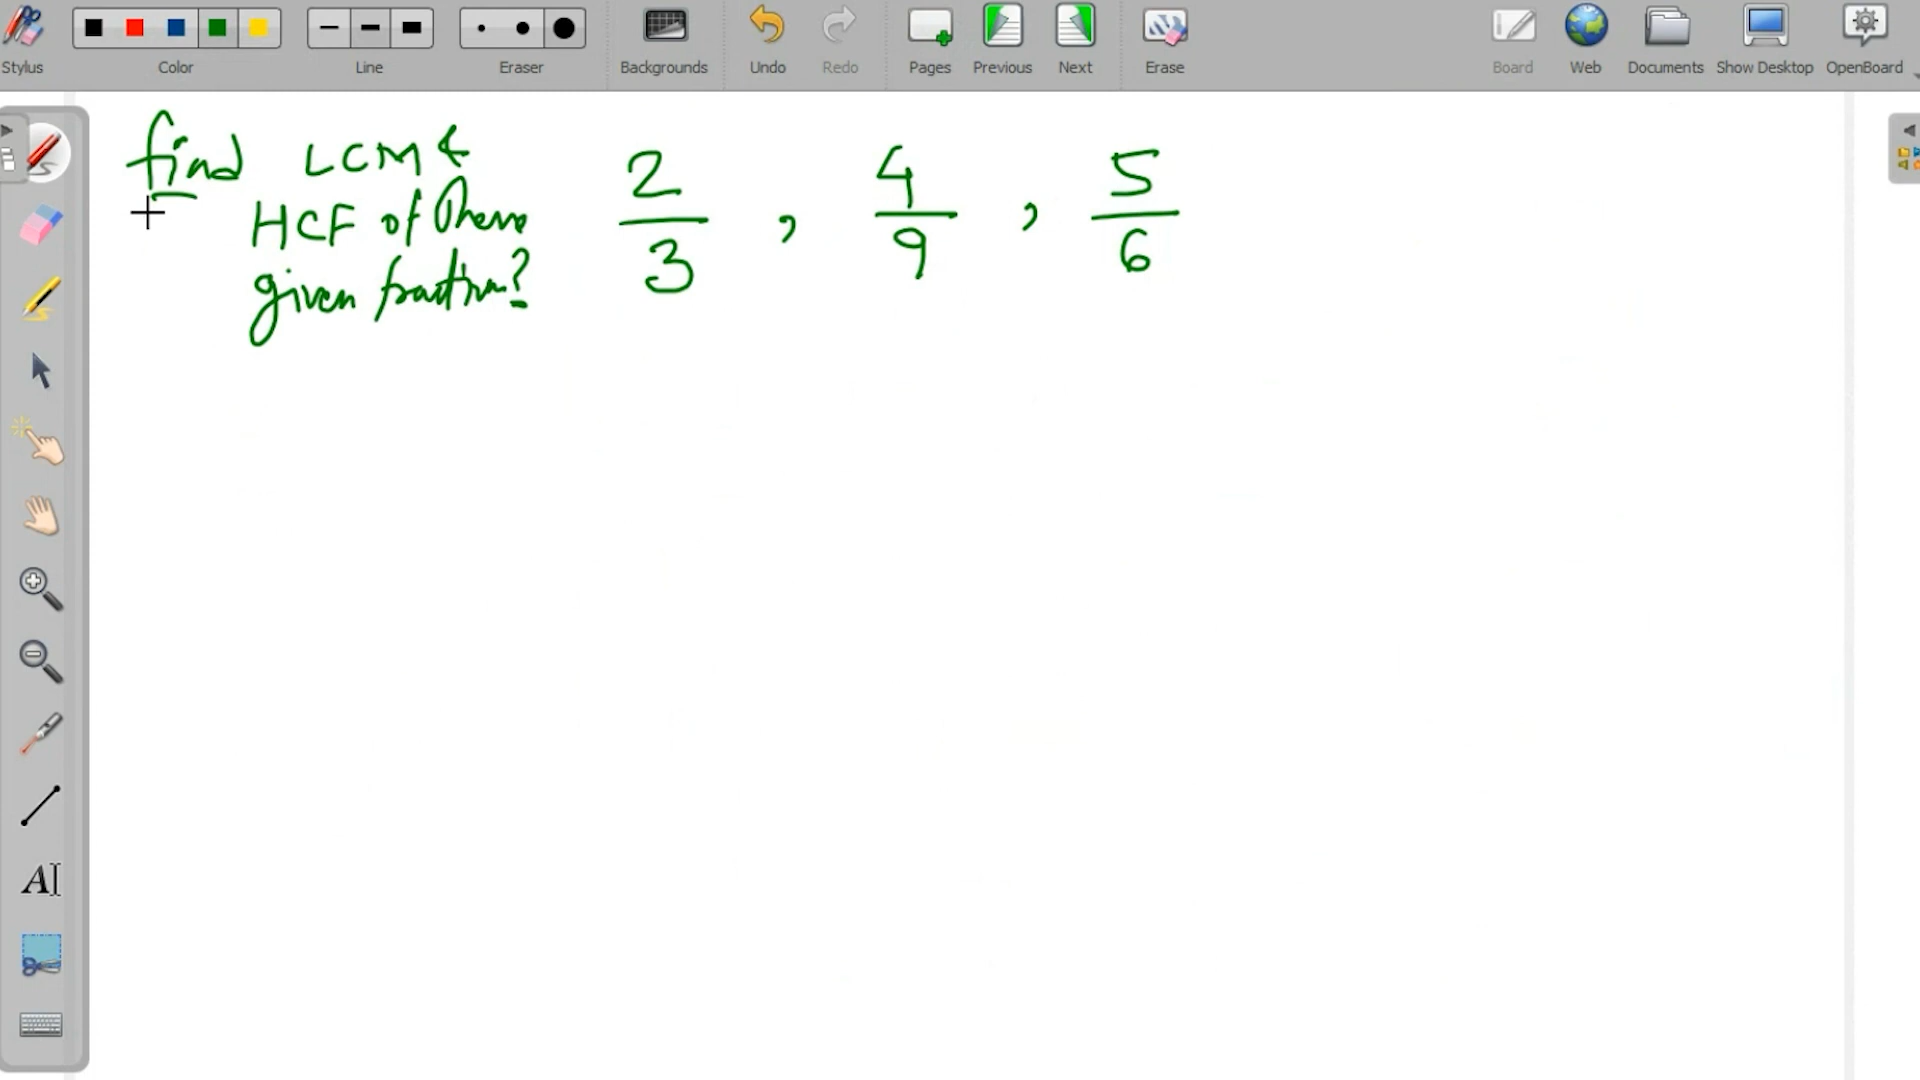 Stylus Color Line Eraser Backgrounds Undo Redo Pages Previous Next Erase Board Web Documents Show Desktop OpenBoard
find LCM &
HCF of these
given fraction?
2/3 , 4/9 , 5/6
AI